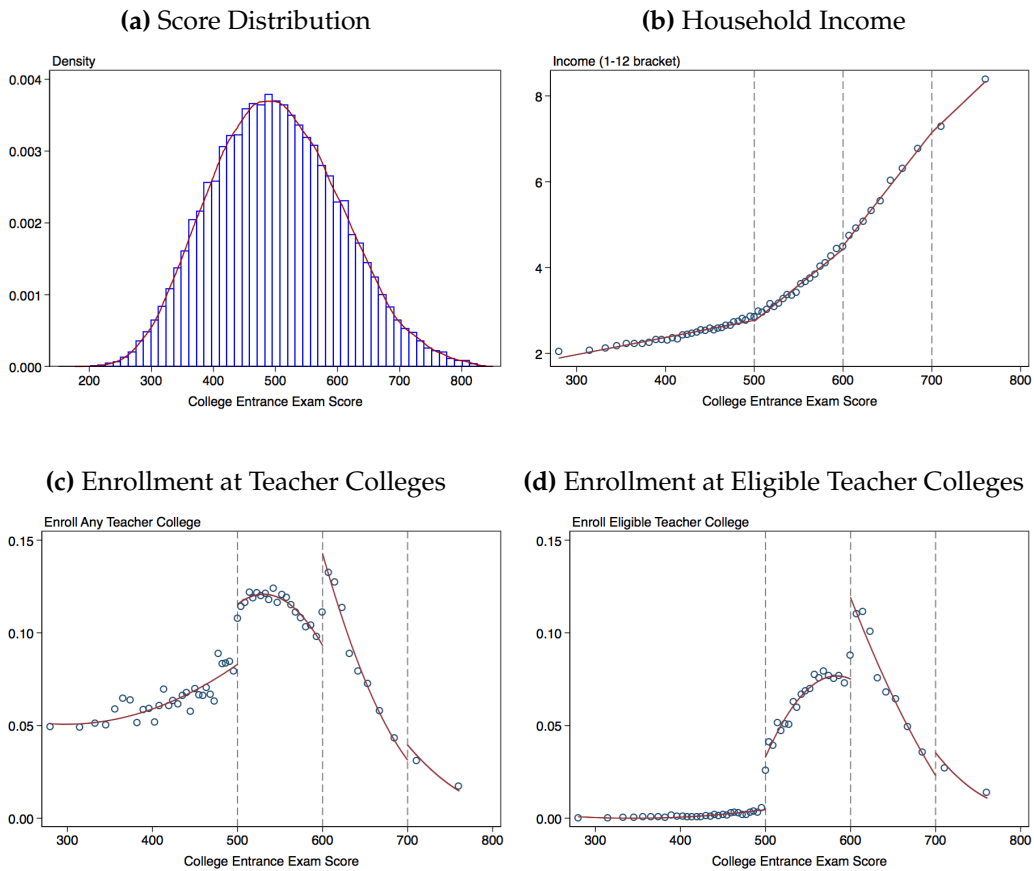 (a) Score Distribution
Density
0.004
0.003
0.002
0.001
0.000
200 300 400 500 600 700 800
College Entrance Exam Score
(b) Household Income
Income (1-12 bracket)
8
6
4
2
300 400 500 600 700 800
College Entrance Exam Score
(c) Enrollment at Teacher Colleges
Enroll Any Teacher College
0.15
0.10
0.05
0.00
300 400 500 600 700 800
College Entrance Exam Score
(d) Enrollment at Eligible Teacher Colleges
Enroll Eligible Teacher College
0.15
0.10
0.05
0.00
300 400 500 600 700 800
College Entrance Exam Score